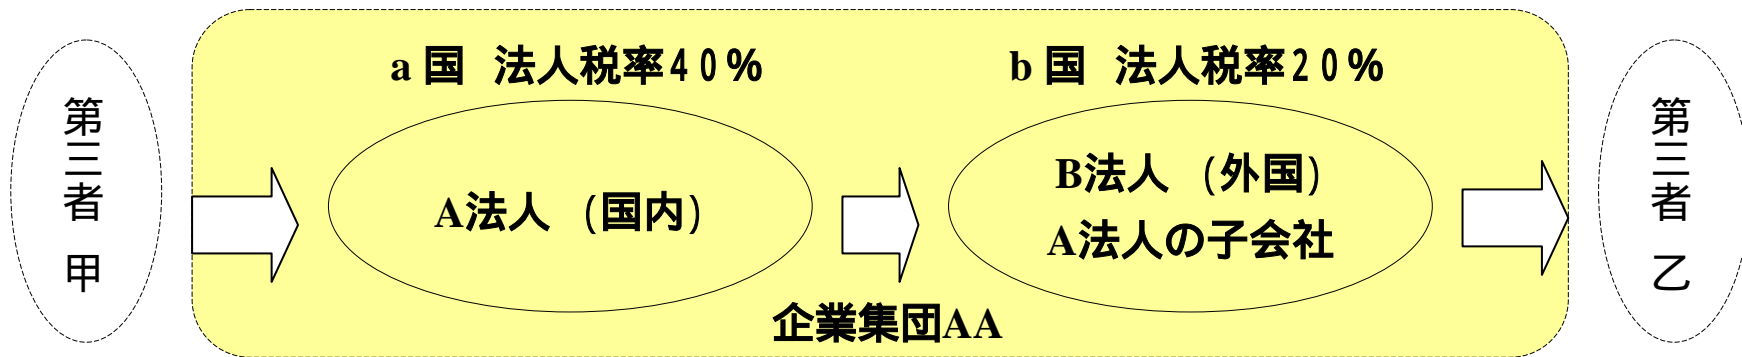 第三者 甲
a 国 法人税率４０％
A法人 （国内）
b 国 法人税率２０％
B法人 （外国）
A法人の子会社
企業集団AA
第三者 乙